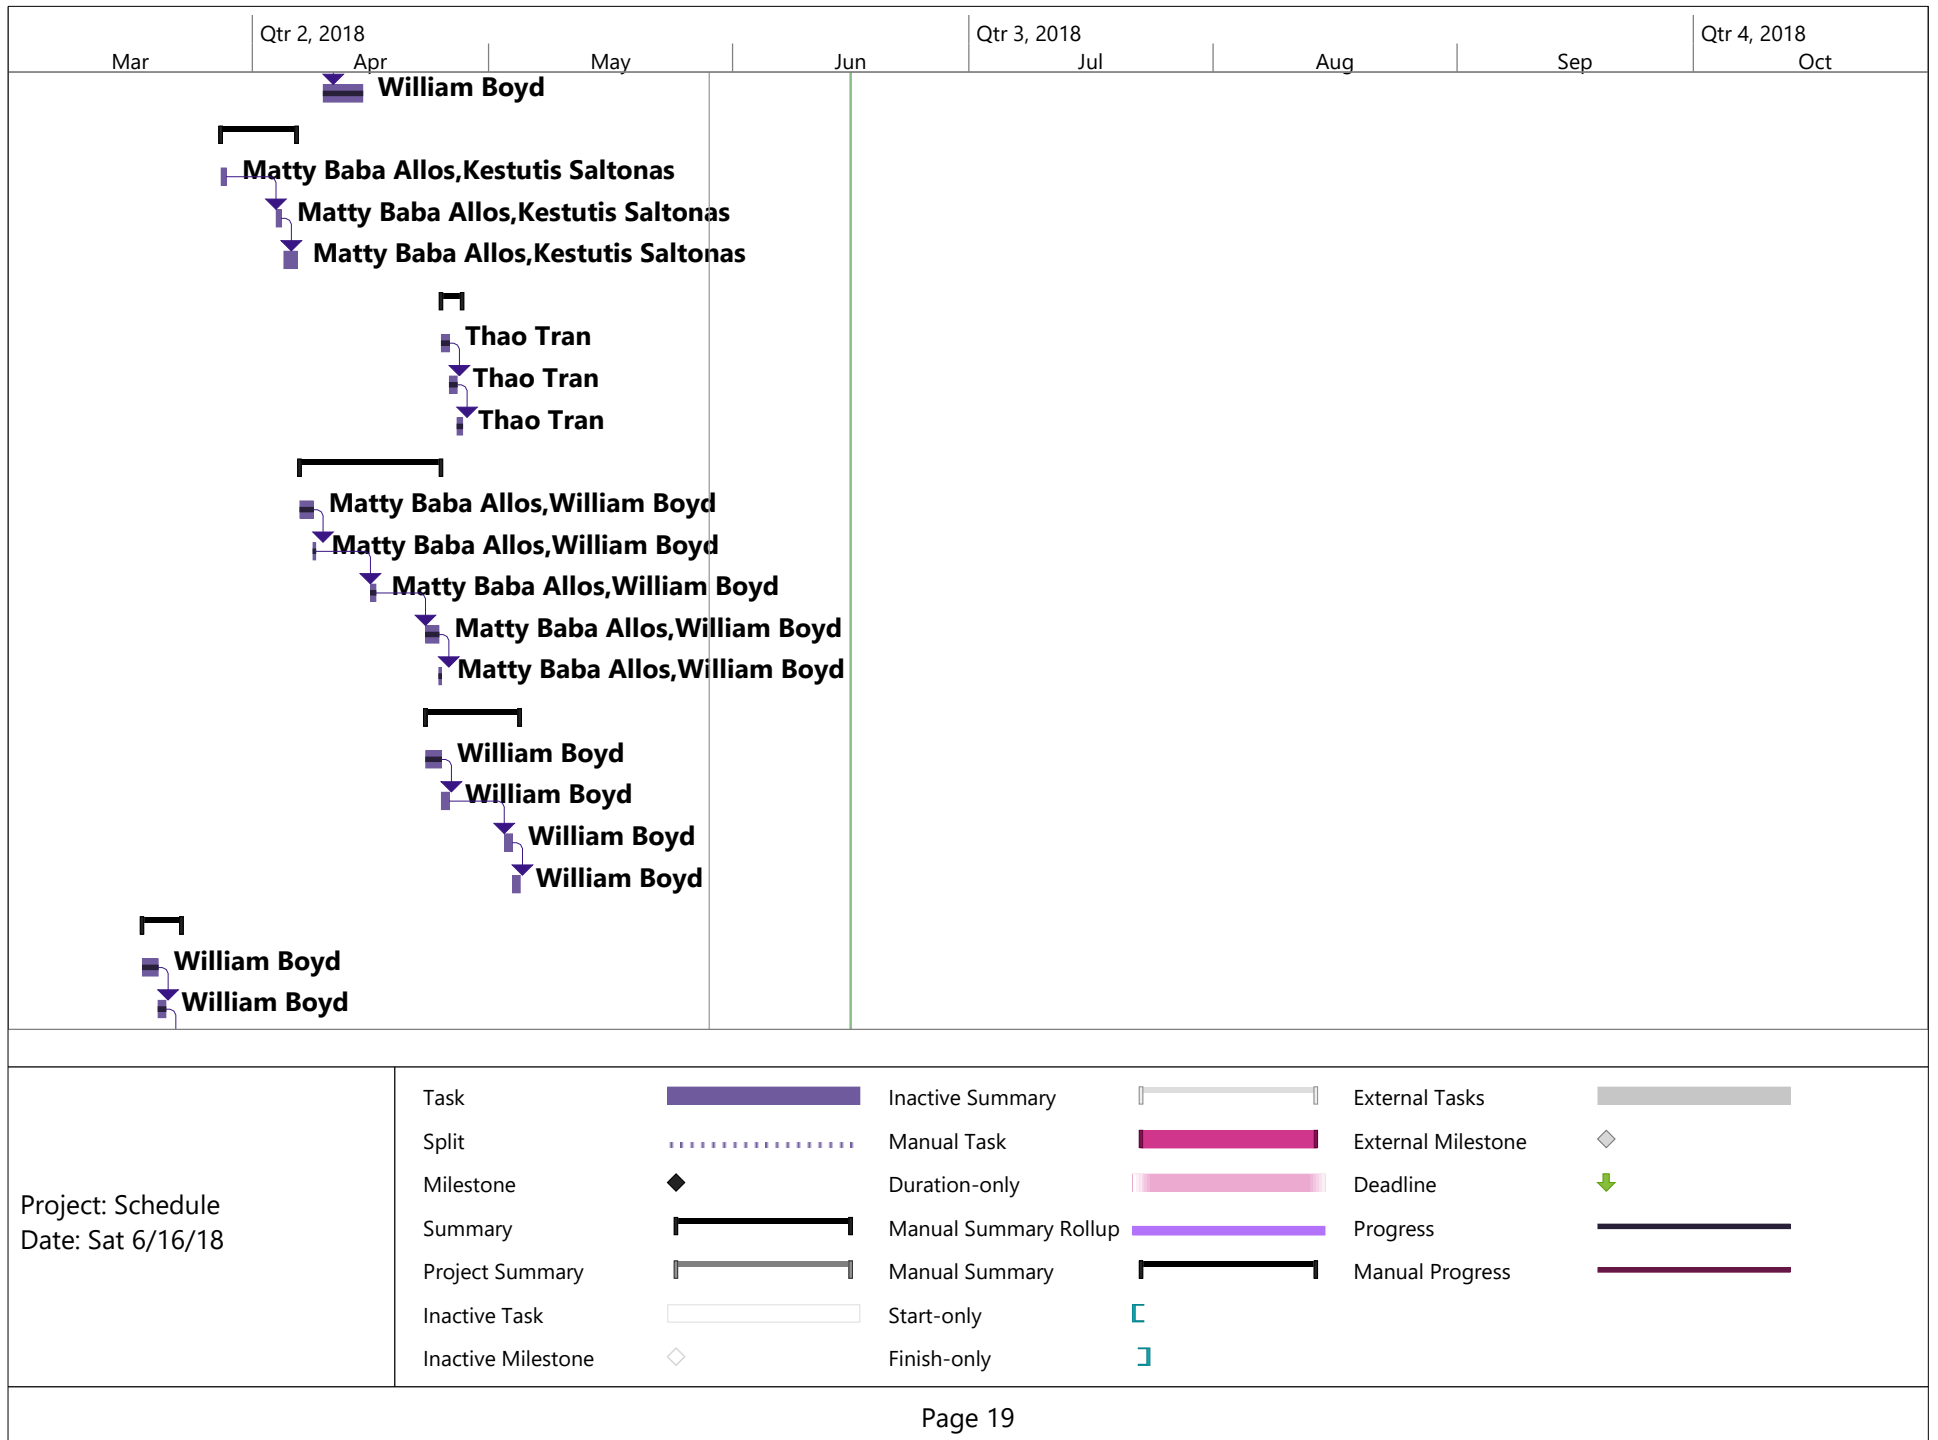 Qtr 2, 2018
Qtr 3, 2018
Qtr 4, 2018
Mar
Apr
May
Jun
Jul
Aug
Sep
Oct
William Boyd
Matty Baba Allos,Kestutis Saltonas
Matty Baba Allos,Kestutis Saltonas
Matty Baba Allos,Kestutis Saltonas
Thao Tran
Thao Tran
Thao Tran
Matty Baba Allos,William Boyd
Matty Baba Allos,William Boyd
Matty Baba Allos,William Boyd
Matty Baba Allos,William Boyd
Matty Baba Allos,William Boyd
William Boyd
William Boyd
William Boyd
William Boyd
William Boyd
William Boyd
Project: Schedule
Date: Sat 6/16/18
Task
Split
Milestone
Summary
Project Summary
Inactive Task
Inactive Milestone
Inactive Summary
Manual Task
Duration-only
Manual Summary Rollup
Manual Summary
Start-only
Finish-only
External Tasks
External Milestone
Deadline
Progress
Manual Progress
Page 19